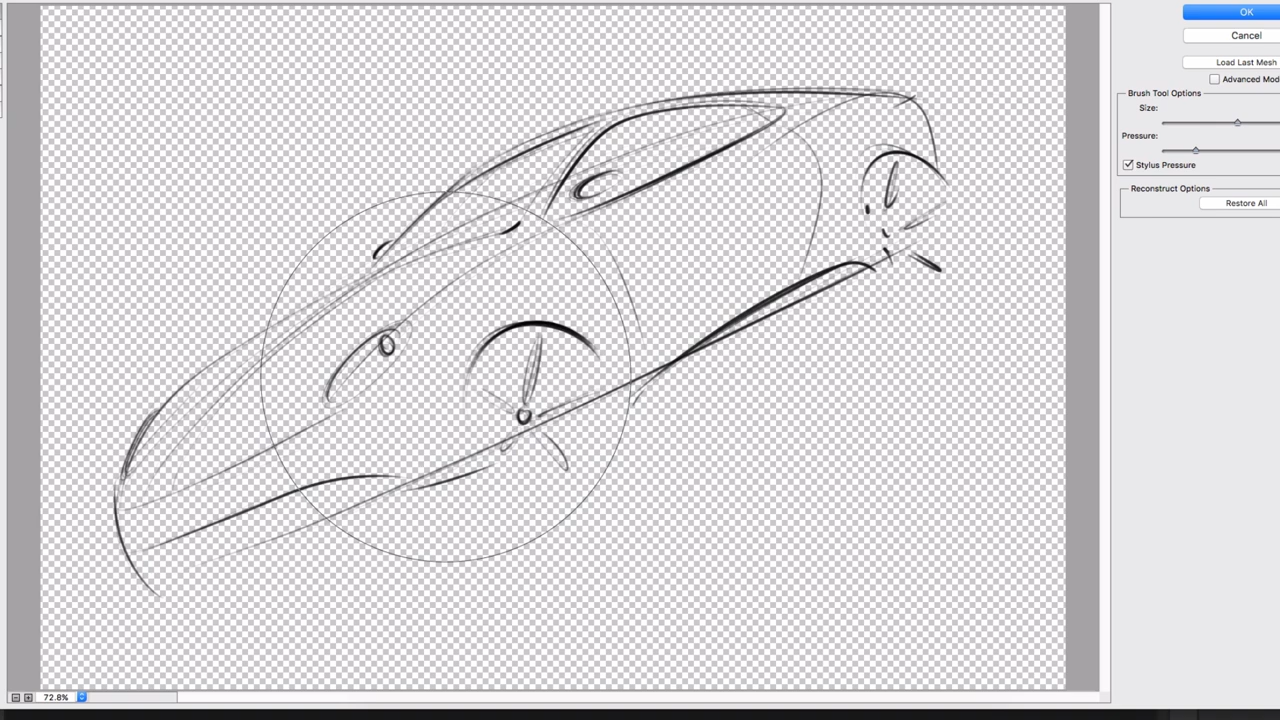 OK
Cancel
Load Last Mesh
Advanced Mod
Brush Tool Options
Size:
Pressure:
Stylus Pressure
Reconstruct Options
Restore All
72.8%